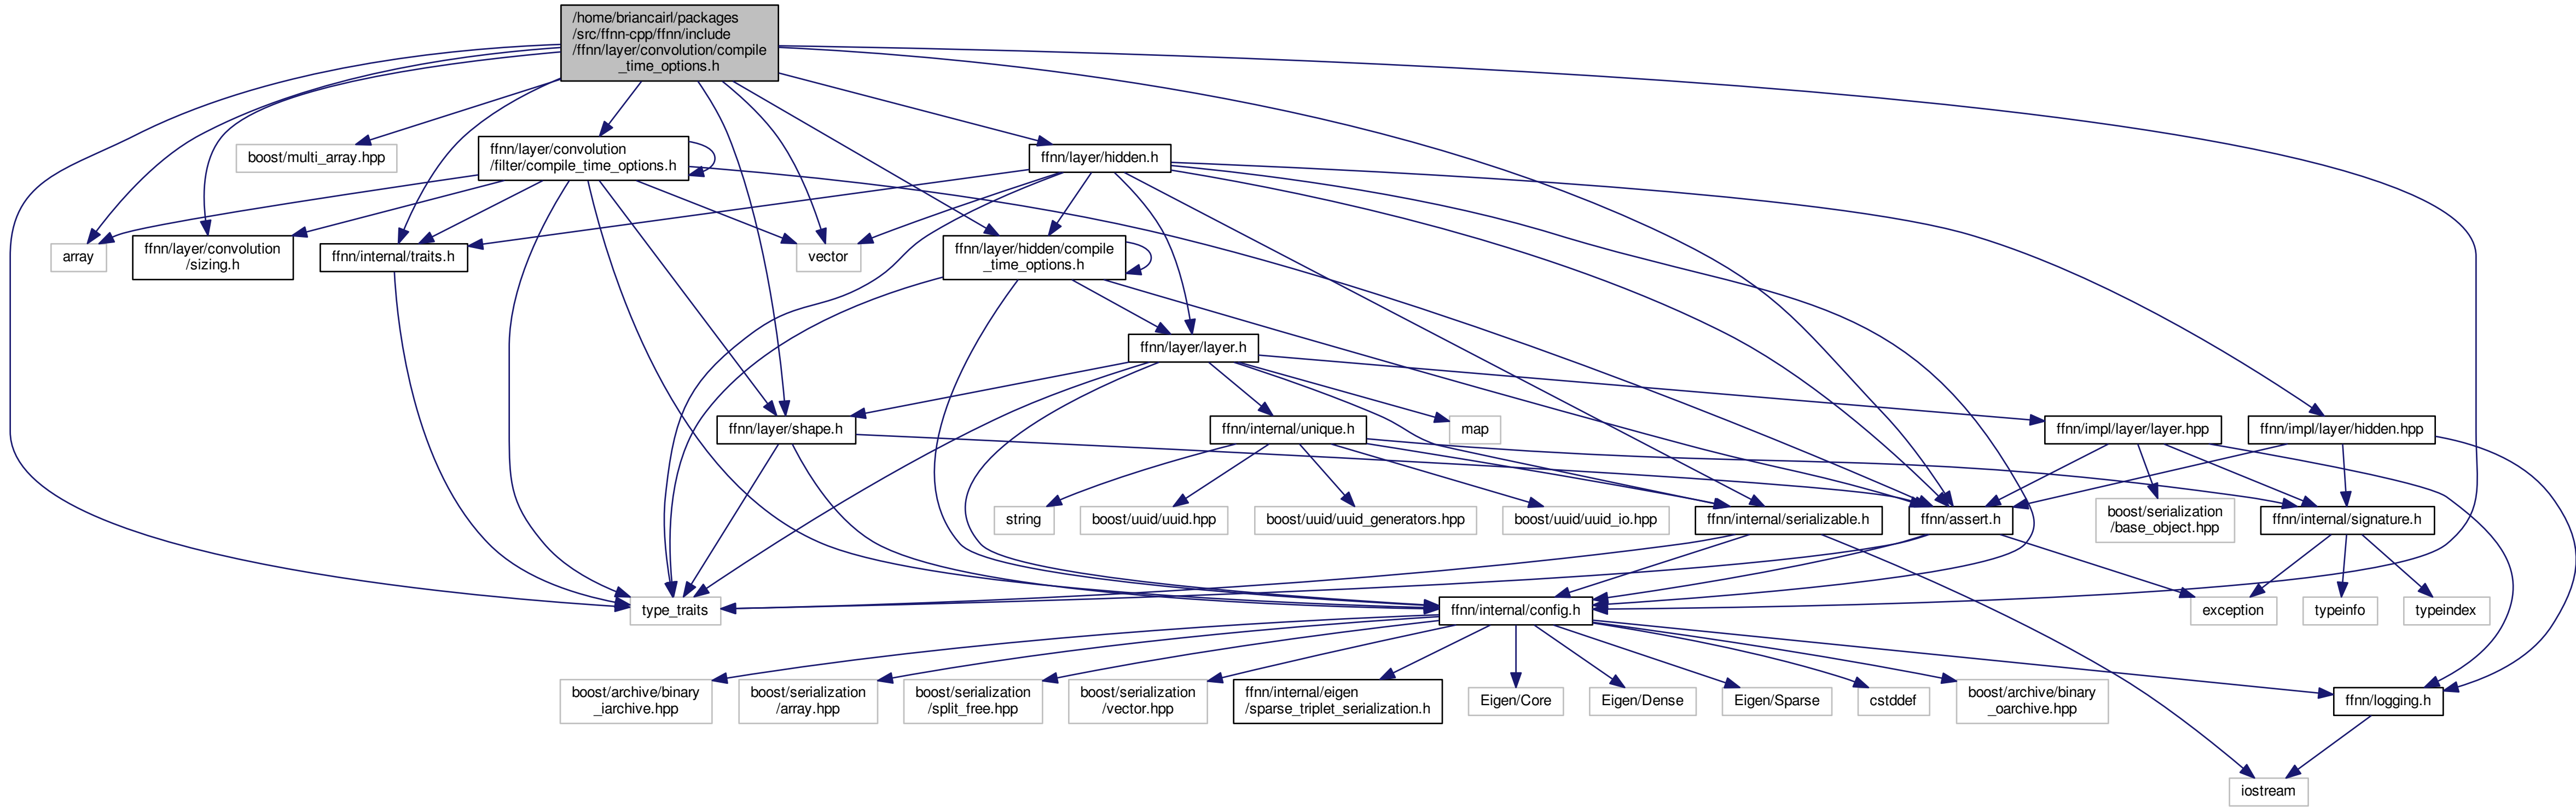 /home/briancairl/packages
/src/ffnn-cpp/ffnn/include
/ffnn/layer/convolution/compile
_time_options.h
boost/multi_array.hpp
ffnn/layer/convolution
/filter/compile_time_options.h
ffnn/layer/hidden.h
array
ffnn/layer/convolution
/sizing.h
ffnn/internal/traits.h
vector
ffnn/layer/hidden/compile
_time_options.h
ffnn/layer/layer.h
ffnn/layer/shape.h
ffnn/internal/unique.h
map
ffnn/impl/layer/layer.hpp
ffnn/impl/layer/hidden.hpp
string
boost/uuid/uuid.hpp
boost/uuid/uuid_generators.hpp
boost/uuid/uuid_io.hpp
ffnn/internal/serializable.h
ffnn/assert.h
boost/serialization
/base_object.hpp
ffnn/internal/signature.h
type_traits
ffnn/internal/config.h
exception
typeinfo
typeindex
boost/archive/binary
_iarchive.hpp
boost/serialization
/array.hpp
boost/serialization
/split_free.hpp
boost/serialization
/vector.hpp
ffnn/internal/eigen
/sparse_triplet_serialization.h
Eigen/Core
Eigen/Dense
Eigen/Sparse
cstddef
boost/archive/binary
_oarchive.hpp
ffnn/logging.h
iostream